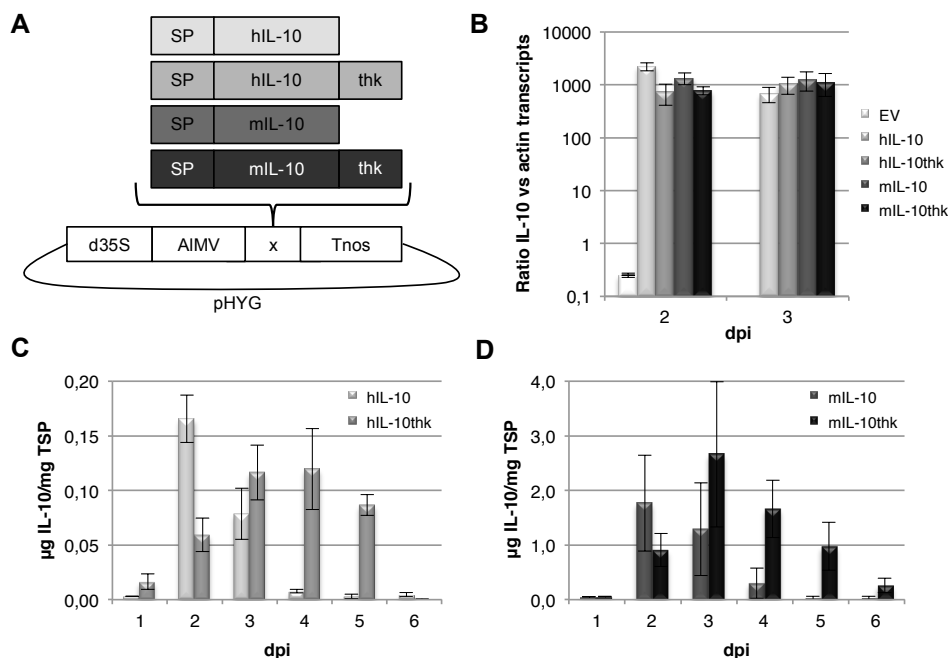 A
SP hIL-10
SP hIL-10 thk
SP mIL-10
SP mIL-10 thk
d35S AlMV x Tnos
pHYG
B
Ratio IL-10 vs actin transcripts
10000
1000
100
10
1
0,1
2 3
dpi
EV
hIL-10
hIL-10thk
mIL-10
mIL-10thk
C
µg IL-10/mg TSP
0,20
0,15
0,10
0,05
0,00
1 2 3 4 5 6
dpi
hIL-10
hIL-10thk
D
µg IL-10/mg TSP
4,0
3,0
2,0
1,0
0,0
1 2 3 4 5 6
dpi
mIL-10
mIL-10thk